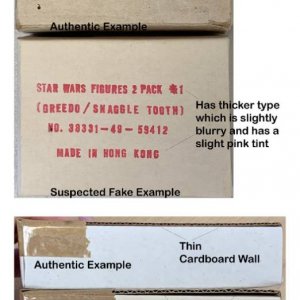 Authentic Example
STAR WARS FIGURES 2 PACK #1
(GREEDO/SNAGGLE TOOTH)
NO. 38331-49-59412
MADE IN HONG KONG
Has thicker type
which is slightly
blurry and has a
slight pink tint
Suspected Fake Example
Thin
Cardboard Wall
Authentic Example